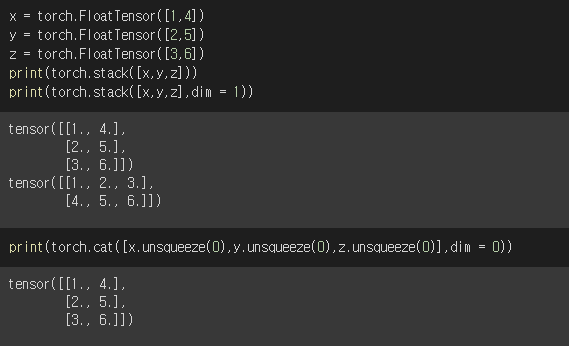 x = torch.FloatTensor([1,4])
y = torch.FloatTensor([2,5])
z = torch.FloatTensor([3,6])
print(torch.stack([x,y,z]))
print(torch.stack([x,y,z],dim = 1))
tensor([[1., 4.],
        [2., 5.],
        [3., 6.]])
tensor([[1., 2., 3.],
        [4., 5., 6.]])
print(torch.cat([x.unsqueeze(0),y.unsqueeze(0),z.unsqueeze(0)],dim = 0))
tensor([[1., 4.],
        [2., 5.],
        [3., 6.]])